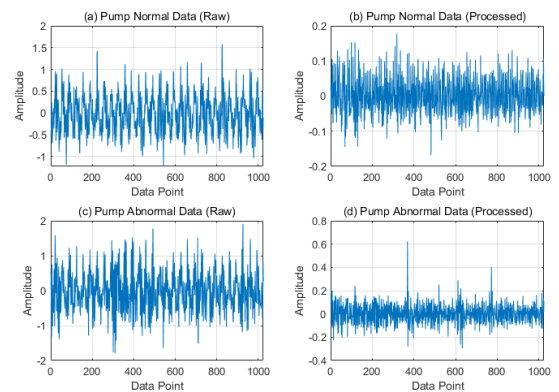 (a) Pump Normal Data (Raw)
2
1.5
1
0.5
0
-0.5
-1
Amplitude
0 200 400 600 800 1000
Data Point
(b) Pump Normal Data (Processed)
0.2
0.1
0
-0.1
-0.2
Amplitude
0 200 400 600 800 1000
Data Point
(c) Pump Abnormal Data (Raw)
2
1
0
-1
-2
Amplitude
0 200 400 600 800 1000
Data Point
(d) Pump Abnormal Data (Processed)
0.8
0.6
0.4
0.2
0
-0.2
-0.4
Amplitude
0 200 400 600 800 1000
Data Point